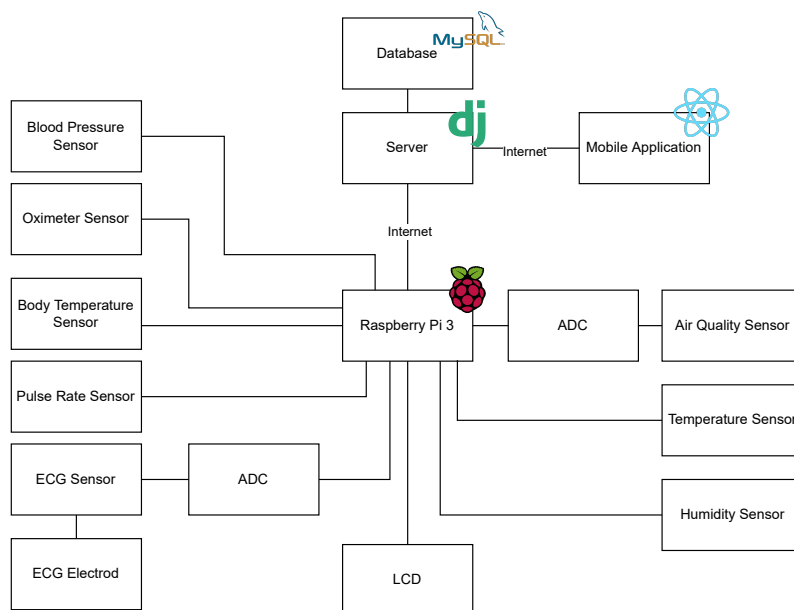 MySQL
Database
dj
Blood Pressure
Sensor
Server
Internet
Mobile Application
Oximeter Sensor
Internet
Body Temperature
Sensor
Raspberry Pi 3
ADC
Air Quality Sensor
Pulse Rate Sensor
Temperature Sensor
ECG Sensor
ADC
Humidity Sensor
ECG Electrod
LCD